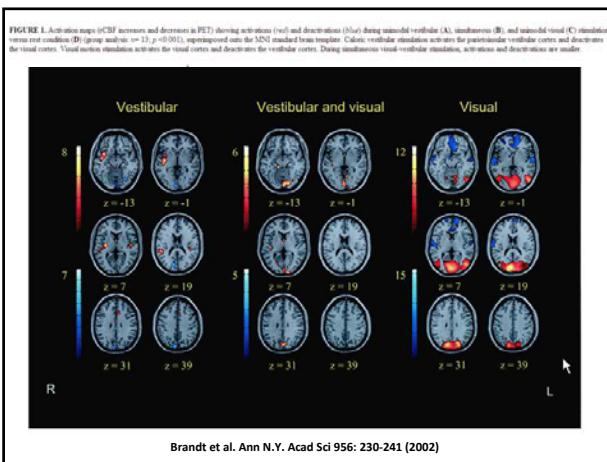 FIGURE 1. Activation maps (rCBF increases and decreases in PET) showing activations (red) and deactivations (blue) during unimodal vestibular (A), simultaneous (B), and unimodal visual (C) stimulation
versus rest condition (D) (group analysis: n= 13; p <0.001), superimposed onto the MNI standard brain template. Caloric vestibular stimulation activates the parietoinsular vestibular cortex and deactivates
the visual cortex. Visual motion stimulation activates the visual cortex and deactivates the vestibular cortex. During simultaneous visual-vestibular stimulation, activations and deactivations are smaller.
Vestibular Vestibular and visual Visual
8 6 12
z = -13 z = -1 z = -13 z = -1 z = -13 z = -1
7 5 15
z = 7 z = 19 z = 7 z = 19 z = 7 z = 19
z = 31 z = 39 z = 31 z = 39 z = 31 z = 39
R L
Brandt et al. Ann N.Y. Acad Sci 956: 230-241 (2002)